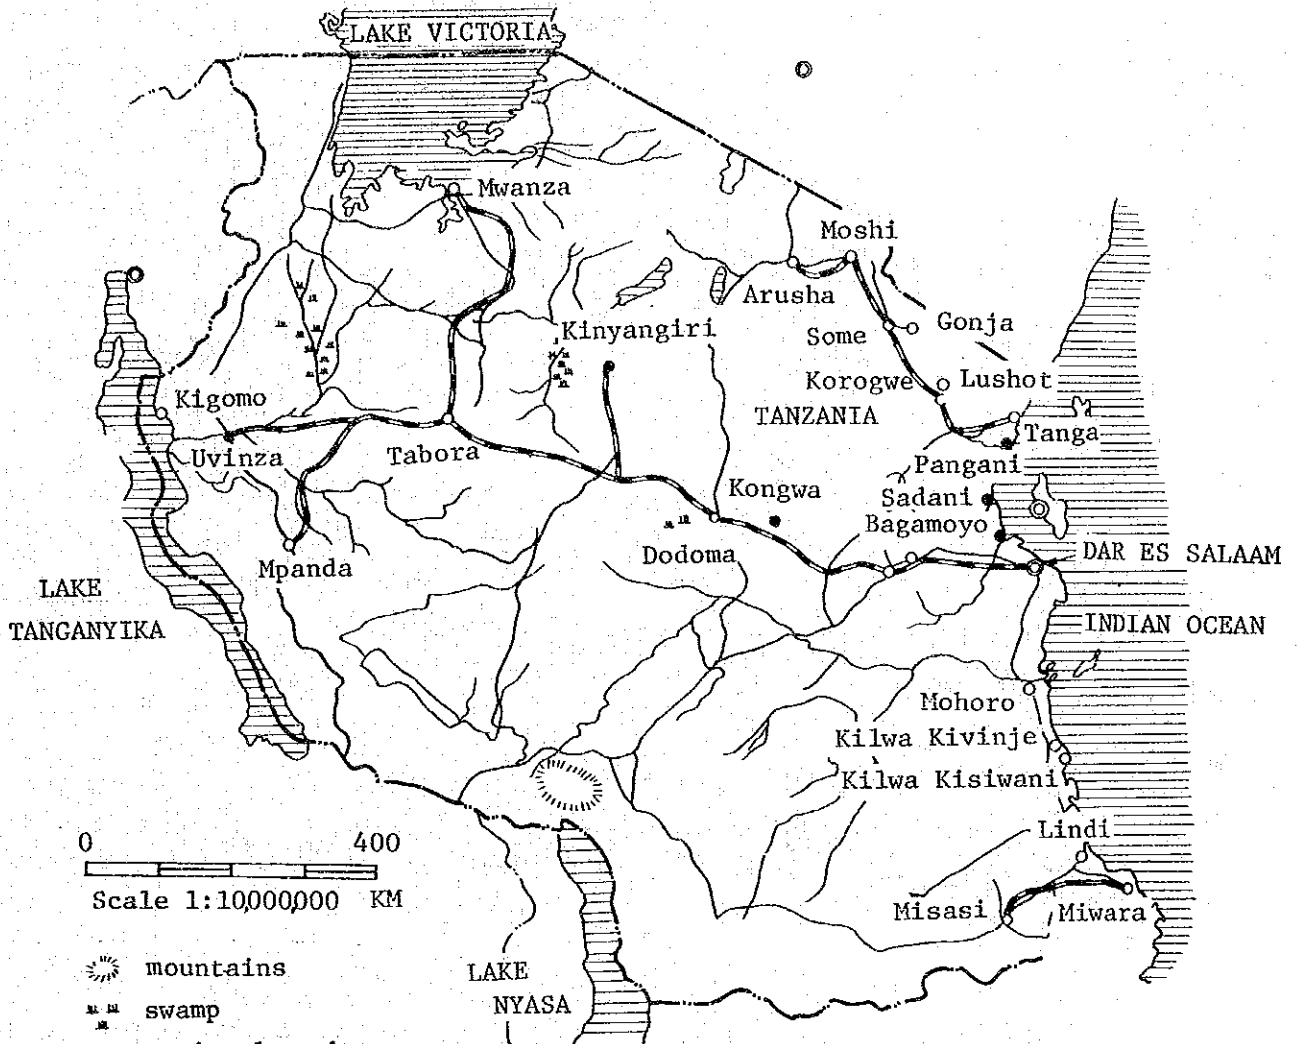 LAKE VICTORIA
Mwanza
Moshi
Arusha
Gonja
Some
Kinyangiri
Korogwe
Lushot
Kigomo
TANZANIA
Tanga
Uvinza
Tabora
Pangani
Kongwa
Sadani
Bagamoyo
Dodoma
DAR ES SALAAM
Mpanda
LAKE
TANGANYIKA
INDIAN OCEAN
Mohoro
Kilwa Kivinje
Kilwa Kisiwani
Lindi
0 400
Scale 1:10,000,000 KM
Misasi
Miwara
mountains
LAKE
NYASA
swamp